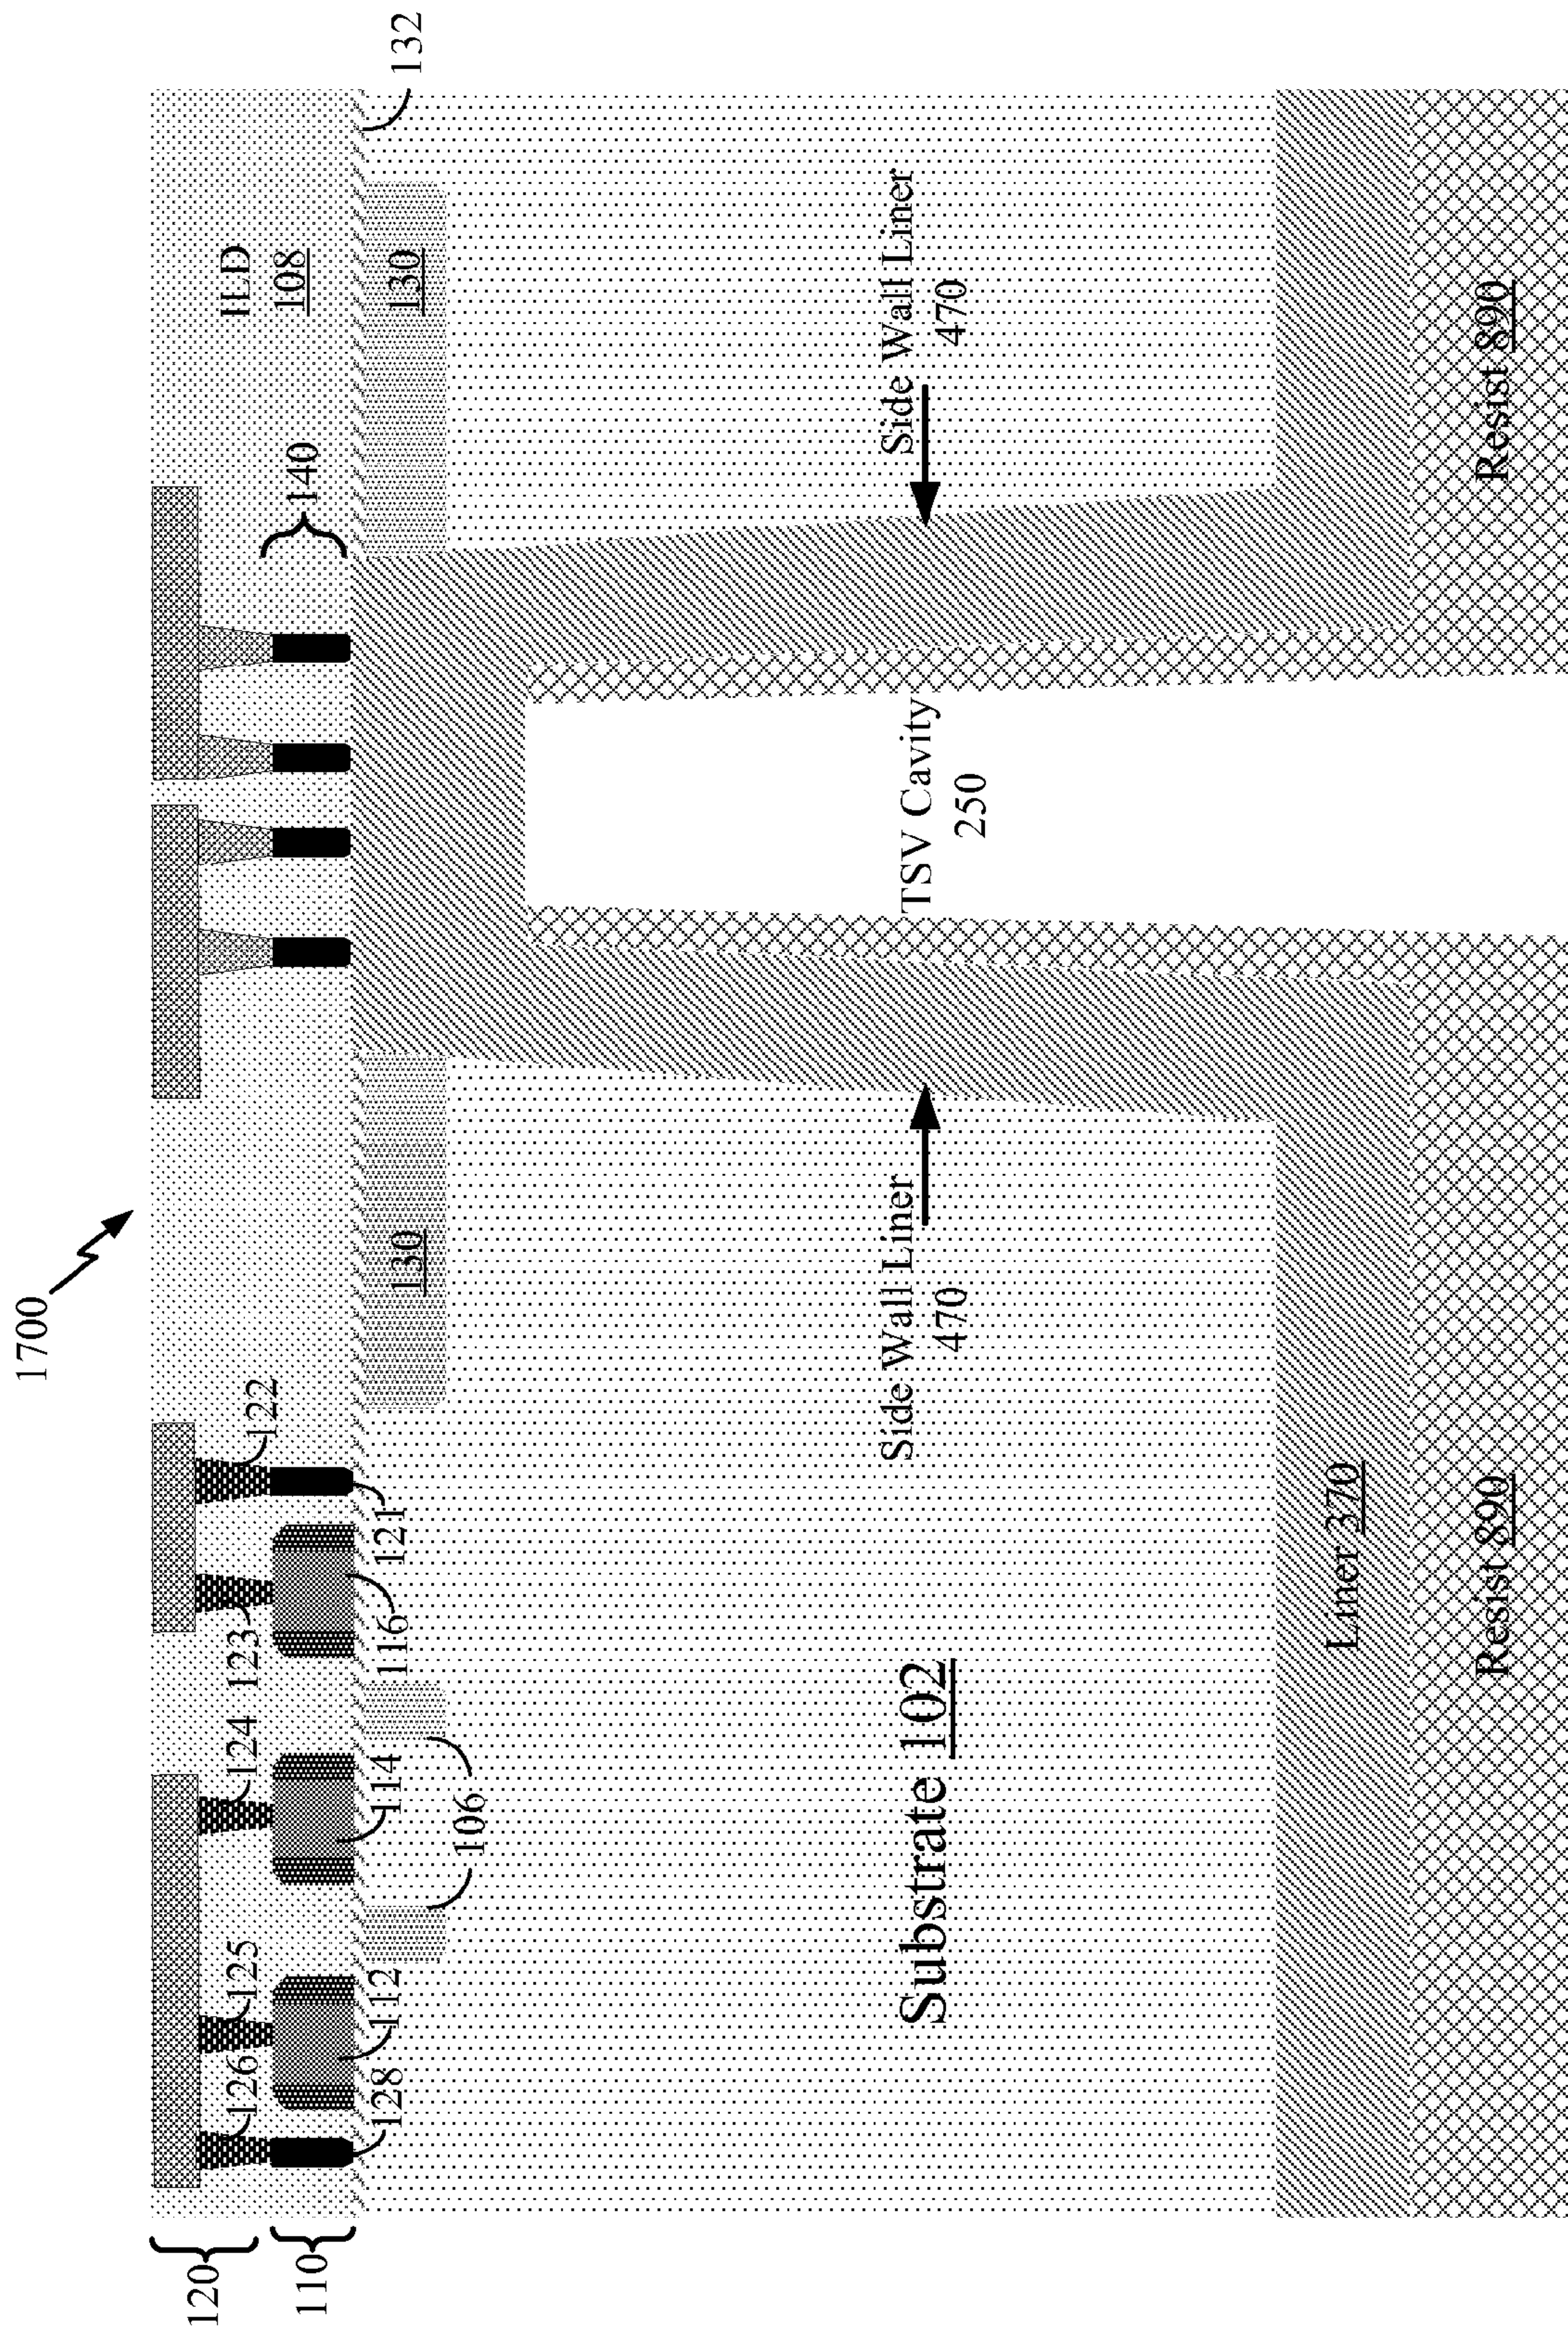 1700
120
110
126
125
124
123
122
128
112
114
116
121
106
130
140
ILD
108
130
132
Side Wall Liner
470
TSV Cavity
250
Side Wall Liner
470
Substrate 102
Liner 370
Resist 890
Resist 890